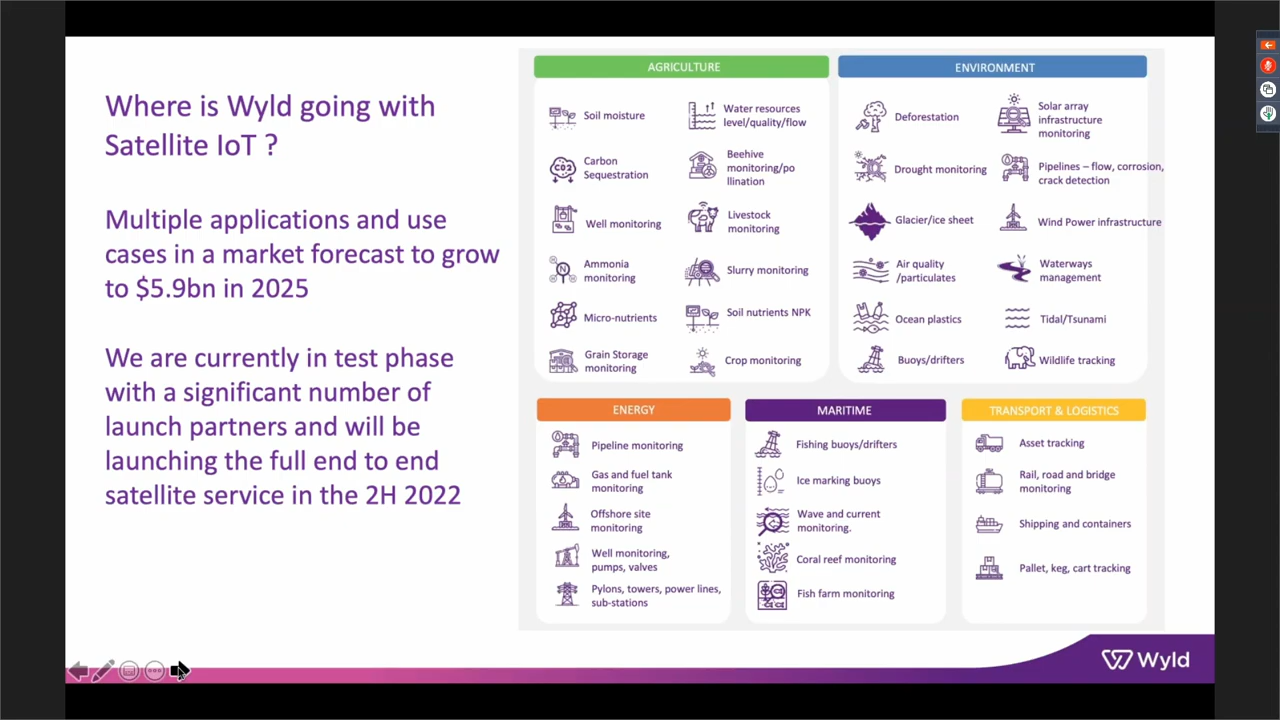 Where is Wyld going with
Satellite IoT ?
Multiple applications and use
cases in a market forecast to grow
to $5.9bn in 2025
We are currently in test phase
with a significant number of
launch partners and will be
launching the full end to end
satellite service in the 2H 2022
AGRICULTURE
Soil moisture
Water resources
level/quality/flow
CO2
Carbon
Sequestration
Beehive
monitoring/po
llination
Well monitoring
Livestock
monitoring
N
Ammonia
monitoring
Slurry monitoring
Micro-nutrients
Soil nutrients NPK
Grain Storage
monitoring
Crop monitoring
ENVIRONMENT
Deforestation
Solar array
infrastructure
monitoring
Drought monitoring
Pipelines – flow, corrosion,
crack detection
Glacier/ice sheet
Wind Power infrastructure
Air quality
/particulates
Waterways
management
Ocean plastics
Tidal/Tsunami
Buoys/drifters
Wildlife tracking
ENERGY
Pipeline monitoring
Gas and fuel tank
monitoring
Offshore site
monitoring
Well monitoring,
pumps, valves
Pylons, towers, power lines,
sub-stations
MARITIME
Fishing buoys/drifters
Ice marking buoys
Wave and current
monitoring.
Coral reef monitoring
Fish farm monitoring
TRANSPORT & LOGISTICS
Asset tracking
Rail, road and bridge
monitoring
Shipping and containers
Pallet, keg, cart tracking
Wyld